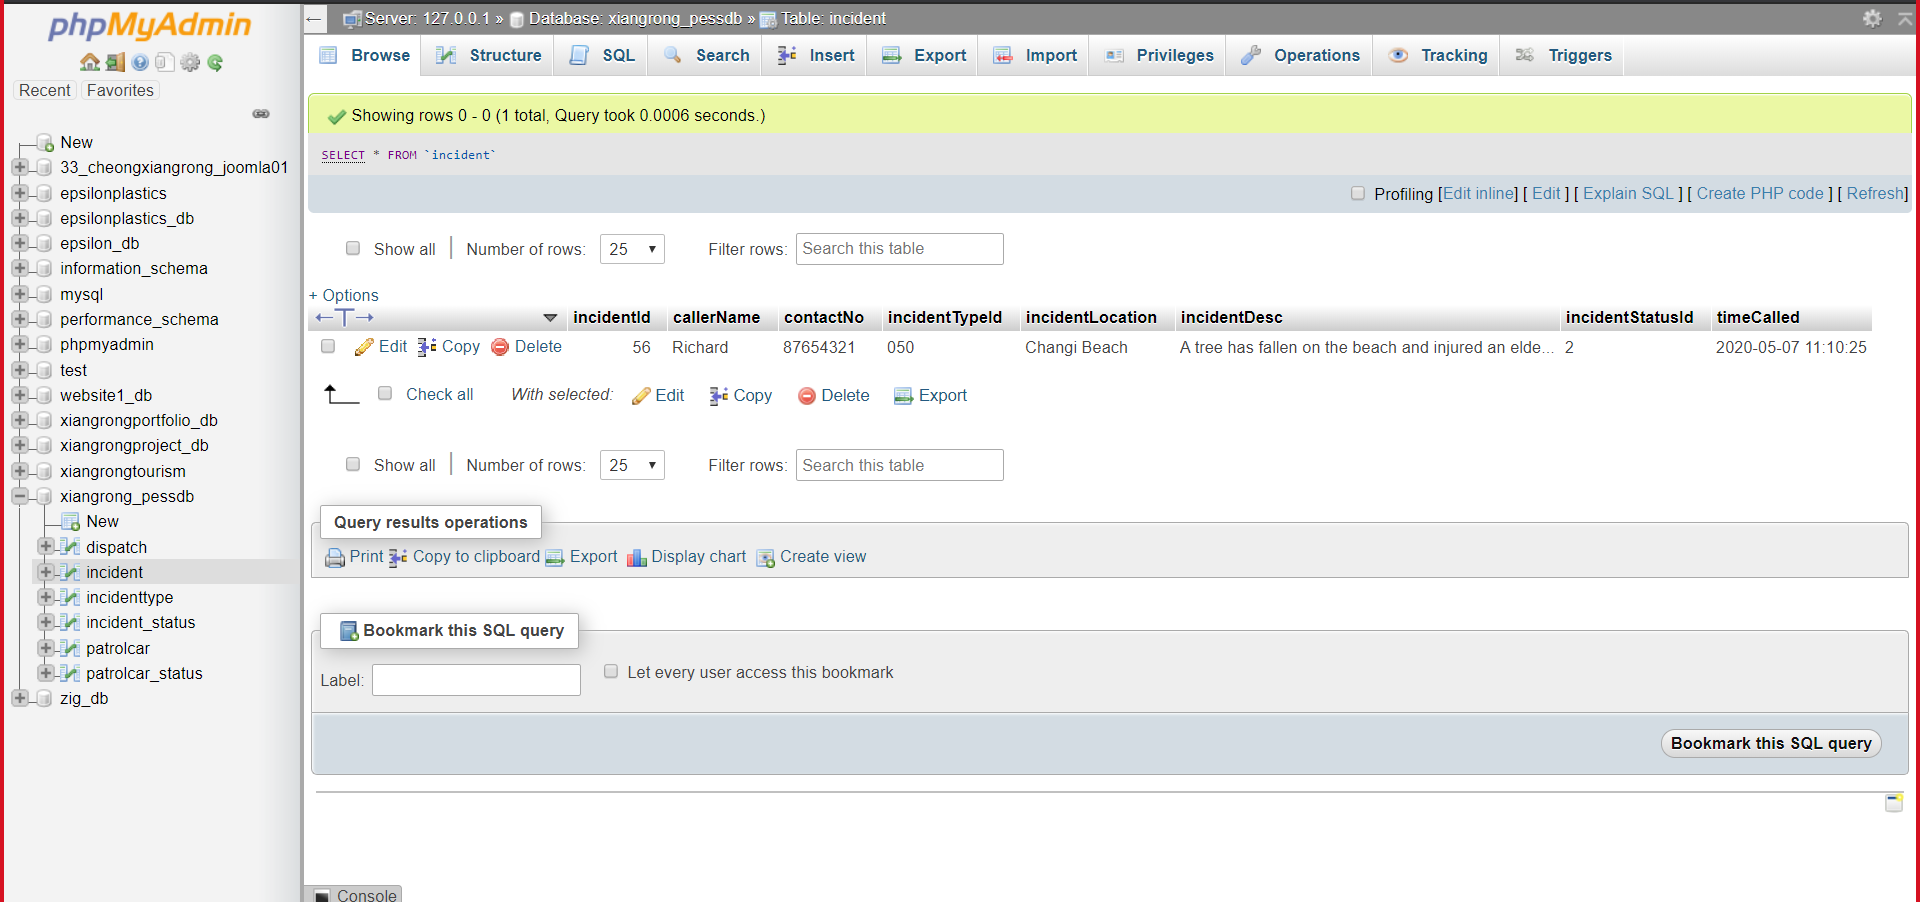 phpMyAdmin
Recent Favorites
New
33_cheongxiangrong_joomla01
epsilonplastics
epsilonplastics_db
epsilon_db
information_schema
mysql
performance_schema
phpmyadmin
test
website1_db
xiangrongportfolio_db
xiangrongproject_db
xiangrongtourism
xiangrong_pessdb
New
dispatch
incident
incidenttype
incident_status
patrolcar
patrolcar_status
zig_db
Server: 127.0.0.1 » Database: xiangrong_pessdb » Table: incident
Browse Structure SQL Search Insert Export Import Privileges Operations Tracking Triggers
Showing rows 0 - 0 (1 total, Query took 0.0006 seconds.)
SELECT * FROM `incident`
Profiling [Edit inline] [ Edit ] [ Explain SQL ] [ Create PHP code ] [ Refresh]
Show all | Number of rows: 25 Filter rows: Search this table
+ Options
←T→ incidentId callerName contactNo incidentTypeId incidentLocation incidentDesc incidentStatusId timeCalled
Edit Copy Delete 56 Richard 87654321 050 Changi Beach A tree has fallen on the beach and injured an elde... 2 2020-05-07 11:10:25
Check all With selected: Edit Copy Delete Export
Show all | Number of rows: 25 Filter rows: Search this table
Query results operations
Print Copy to clipboard Export Display chart Create view
Bookmark this SQL query
Label: Let every user access this bookmark
Bookmark this SQL query
Console